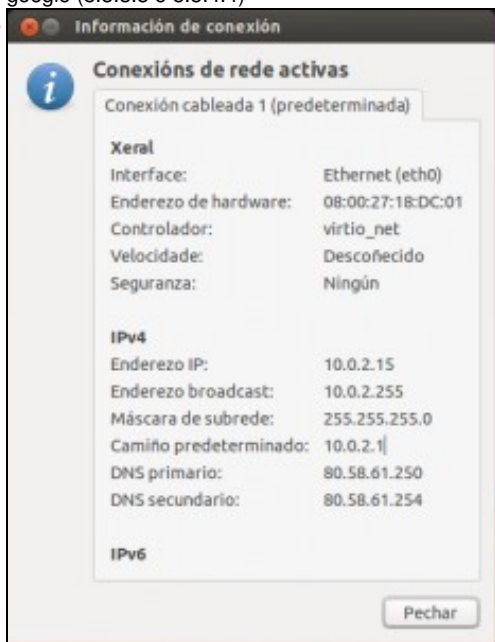 google
Información de conexión
Conexións de rede activas
Conexión cableada 1 (predeterminada)
Xeral
Interface: Ethernet (eth0)
Enderezo de hardware: 08:00:27:18:DC:01
Controlador: virtio_net
Velocidade: Descoñecido
Seguranza: Ningún
IPv4
Enderezo IP: 10.0.2.15
Enderezo broadcast: 10.0.2.255
Máscara de subrede: 255.255.255.0
Camiño predeterminado: 10.0.2.1
DNS primario: 80.58.61.250
DNS secundario: 80.58.61.254
IPv6
Pechar